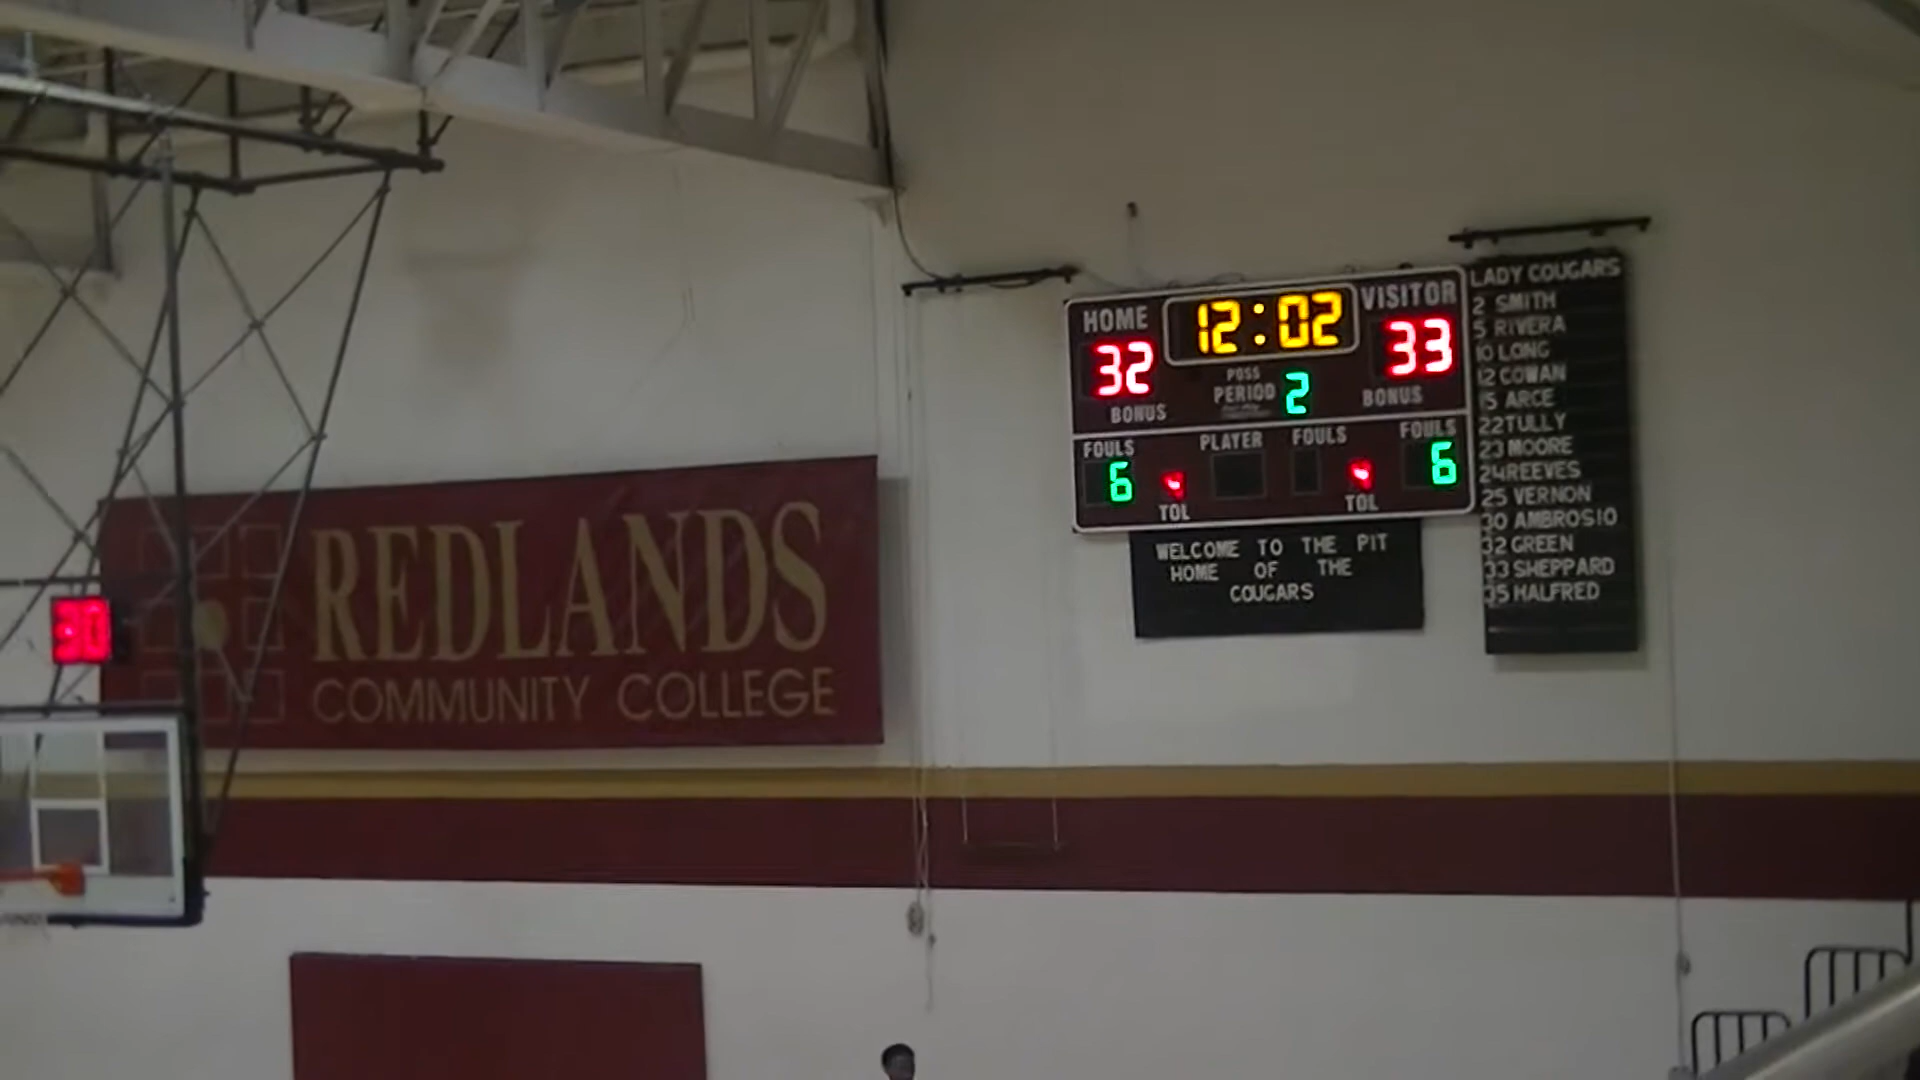 LADY COUGARS
2 SMITH
5 RIVERA
10 LONG
12 COWAN
15 ARCE
22 TULLY
23 MOORE
24 REEVES
25 VERNON
30 AMBROSIO
32 GREEN
33 SHEPPARD
35 HALFRED
HOME 12:02 VISITOR
32 33
POSS
PERIOD 2
BONUS BONUS
FOULS PLAYER FOULS FOULS
6 6
TOL TOL
WELCOME TO THE PIT
HOME OF THE
COUGARS
REDLANDS
COMMUNITY COLLEGE
30